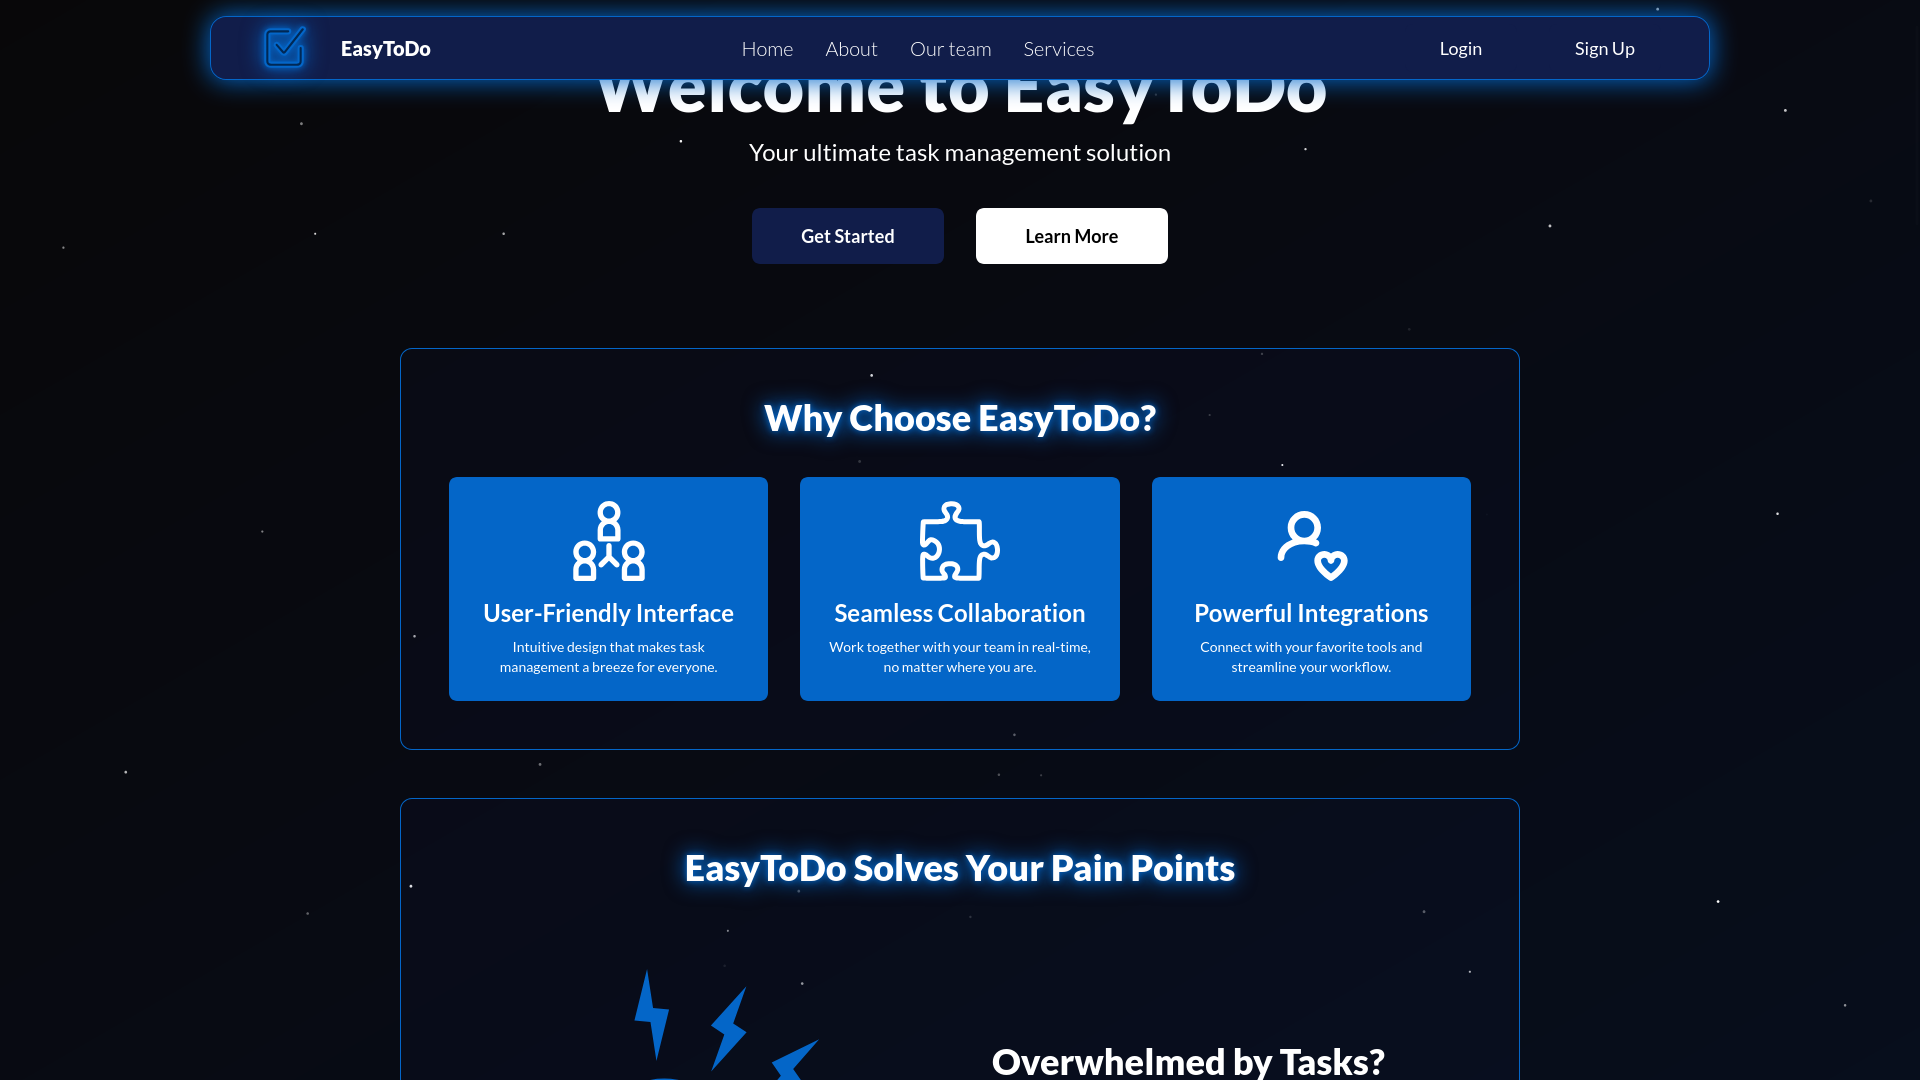 EasyToDo
Home
About
Our team
Services
Login
Sign Up
Welcome to EasyToDo
Your ultimate task management solution
Get Started
Learn More
Why Choose EasyToDo?
User-Friendly Interface
Intuitive design that makes task
management a breeze for everyone.
Seamless Collaboration
Work together with your team in real-time,
no matter where you are.
Powerful Integrations
Connect with your favorite tools and
streamline your workflow.
EasyToDo Solves Your Pain Points
Overwhelmed by Tasks?